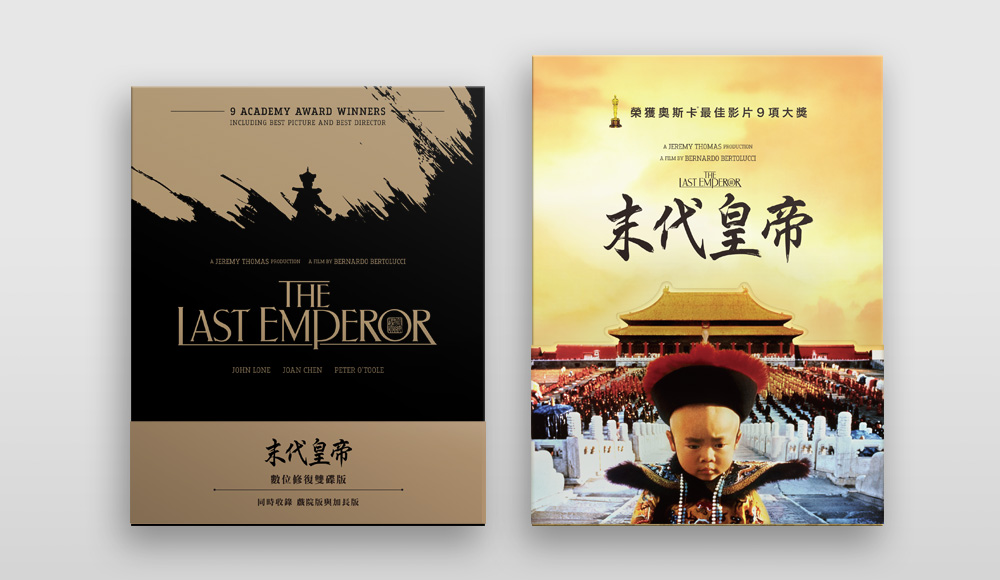 9 ACADEMY AWARD WINNERS
INCLUDING BEST PICTURE AND BEST DIRECTOR
A JEREMY THOMAS PRODUCTION A FILM BY BERNARDO BERTOLUCCI
THE
LAST EMPEROR
JOHN LONE JOAN CHEN PETER O'TOOLE
末代皇帝
數位修復雙碟版
同時收錄 戲院版與加長版
榮獲奧斯卡最佳影片9項大獎
A JEREMY THOMAS PRODUCTION
A FILM BY BERNARDO BERTOLUCCI
THE
LAST EMPEROR
末代皇帝